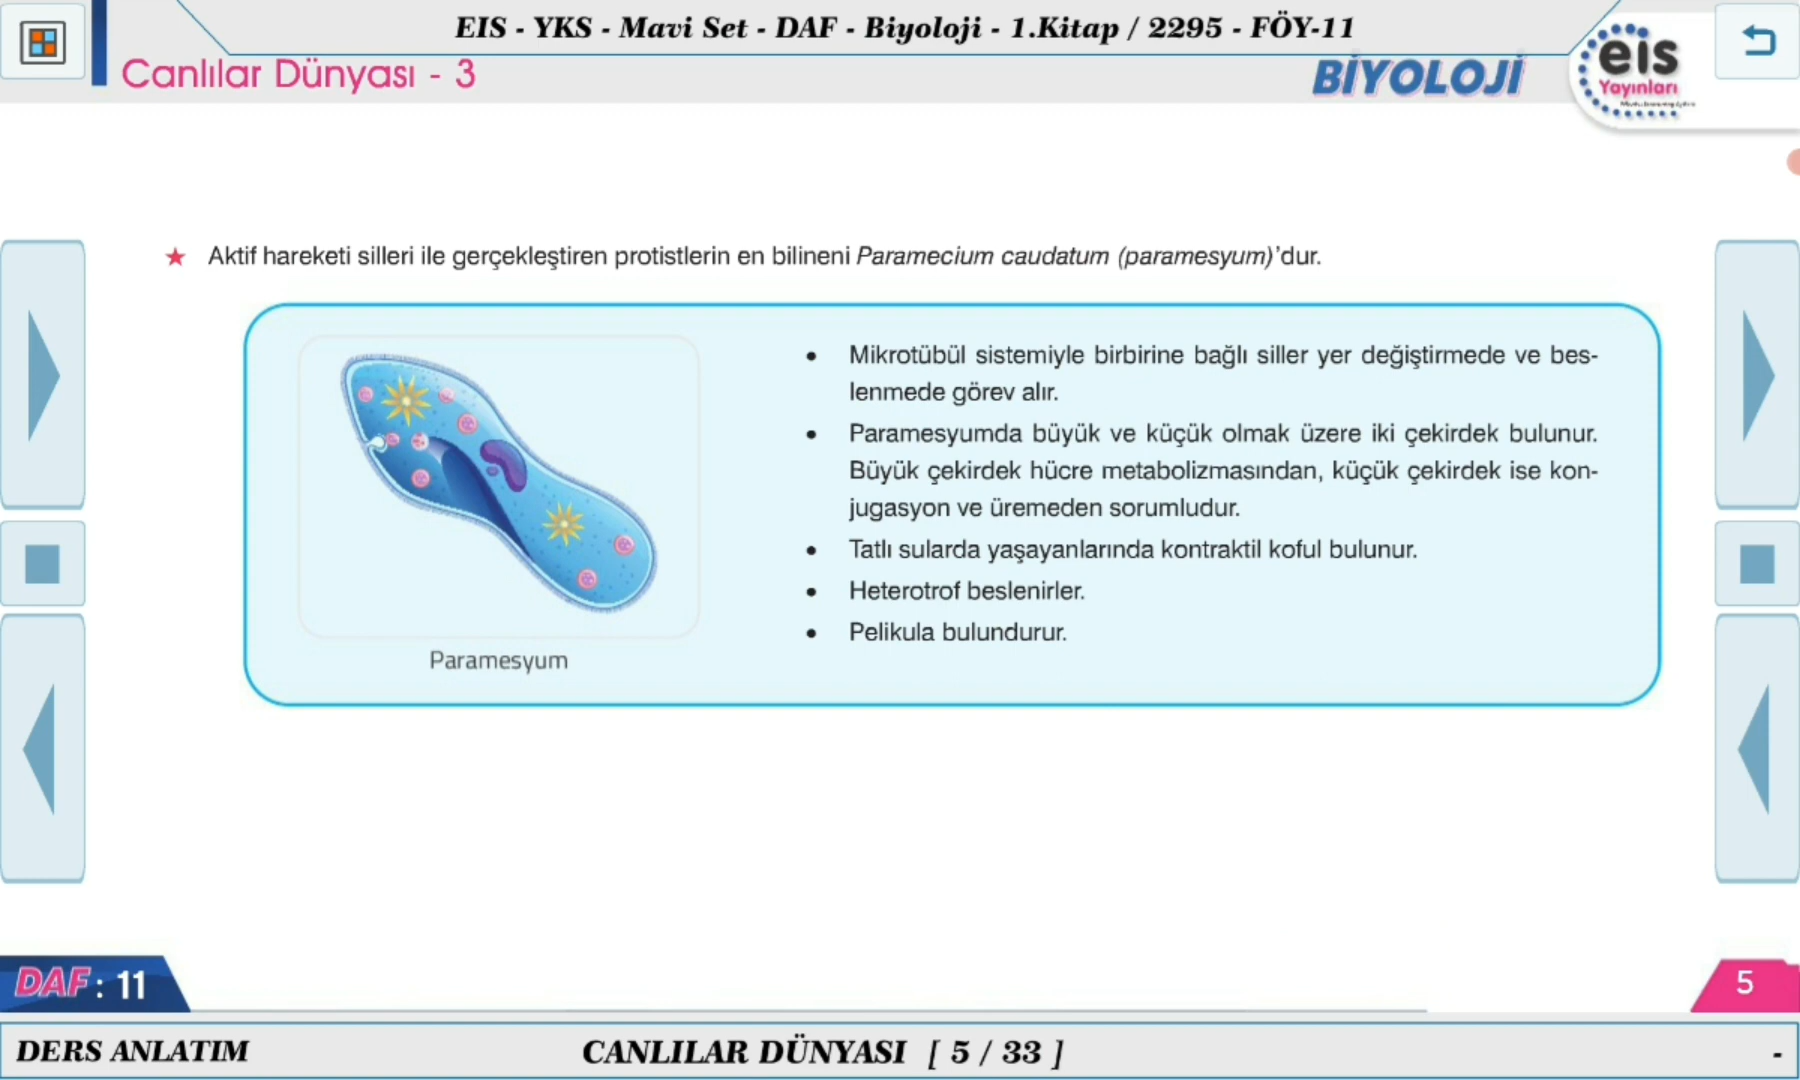 EIS - YKS - Mavi Set - DAF - Biyoloji - 1.Kitap / 2295 - FÖY-11
Canlılar Dünyası - 3
BİYOLOJİ
eis
Yayınları
★ Aktif hareketi silleri ile gerçekleştiren protistlerin en bilineni Paramecium caudatum (paramesyum)’dur.
• Mikrotübül sistemiyle birbirine bağlı siller yer değiştirmede ve bes-
lenmede görev alır.
• Paramesyumda büyük ve küçük olmak üzere iki çekirdek bulunur.
Büyük çekirdek hücre metabolizmasından, küçük çekirdek ise kon-
jugasyon ve üremeden sorumludur.
• Tatlı sularda yaşayanlarında kontraktil koful bulunur.
• Heterotrof beslenirler.
• Pelikula bulundurur.
Paramesyum
DAF : 11
5
DERS ANLATIM
CANLILAR DÜNYASI [ 5 / 33 ]
-